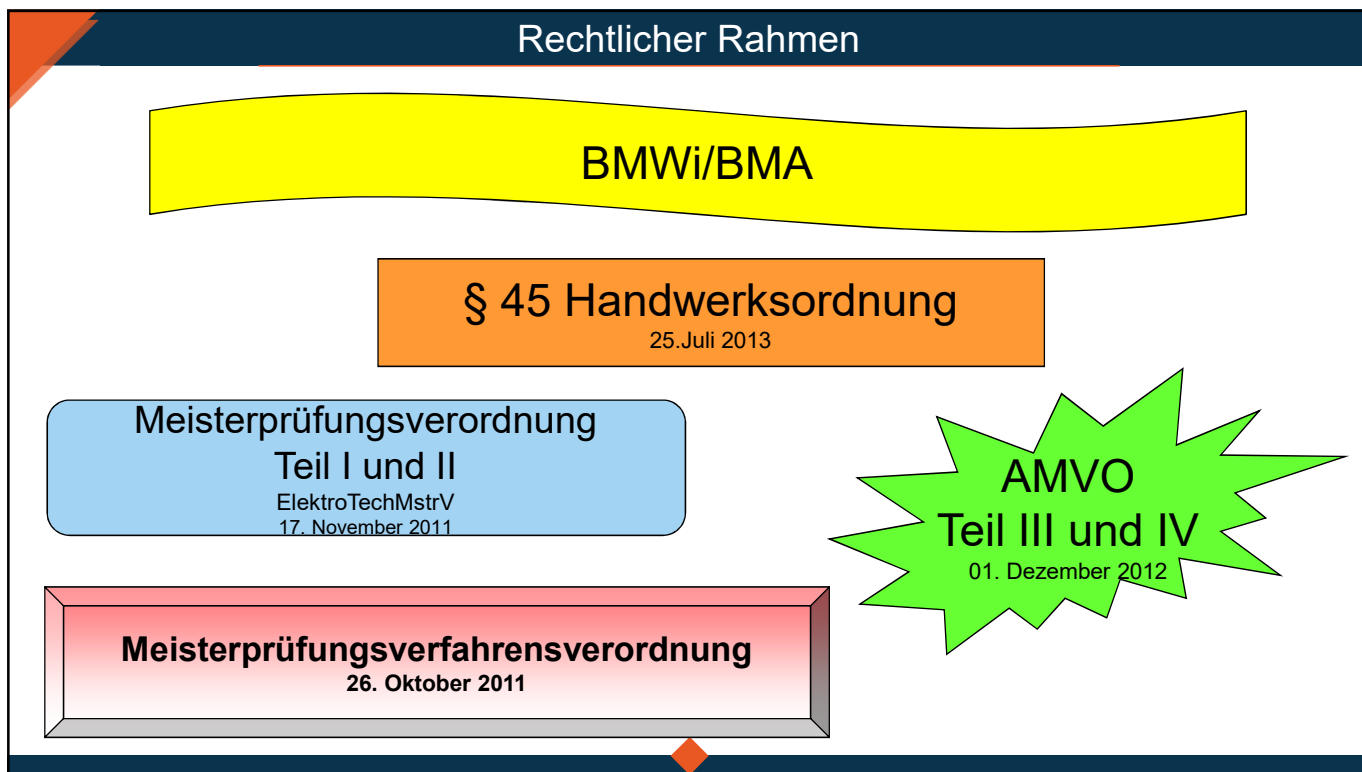 Rechtlicher Rahmen
BMWi/BMA
§ 45 Handwerksordnung
25.Juli 2013
Meisterprüfungsverordnung
Teil I und II
ElektroTechMstrV
17. November 2011
AMVO
Teil III und IV
01. Dezember 2012
Meisterprüfungsverfahrensverordnung
26. Oktober 2011